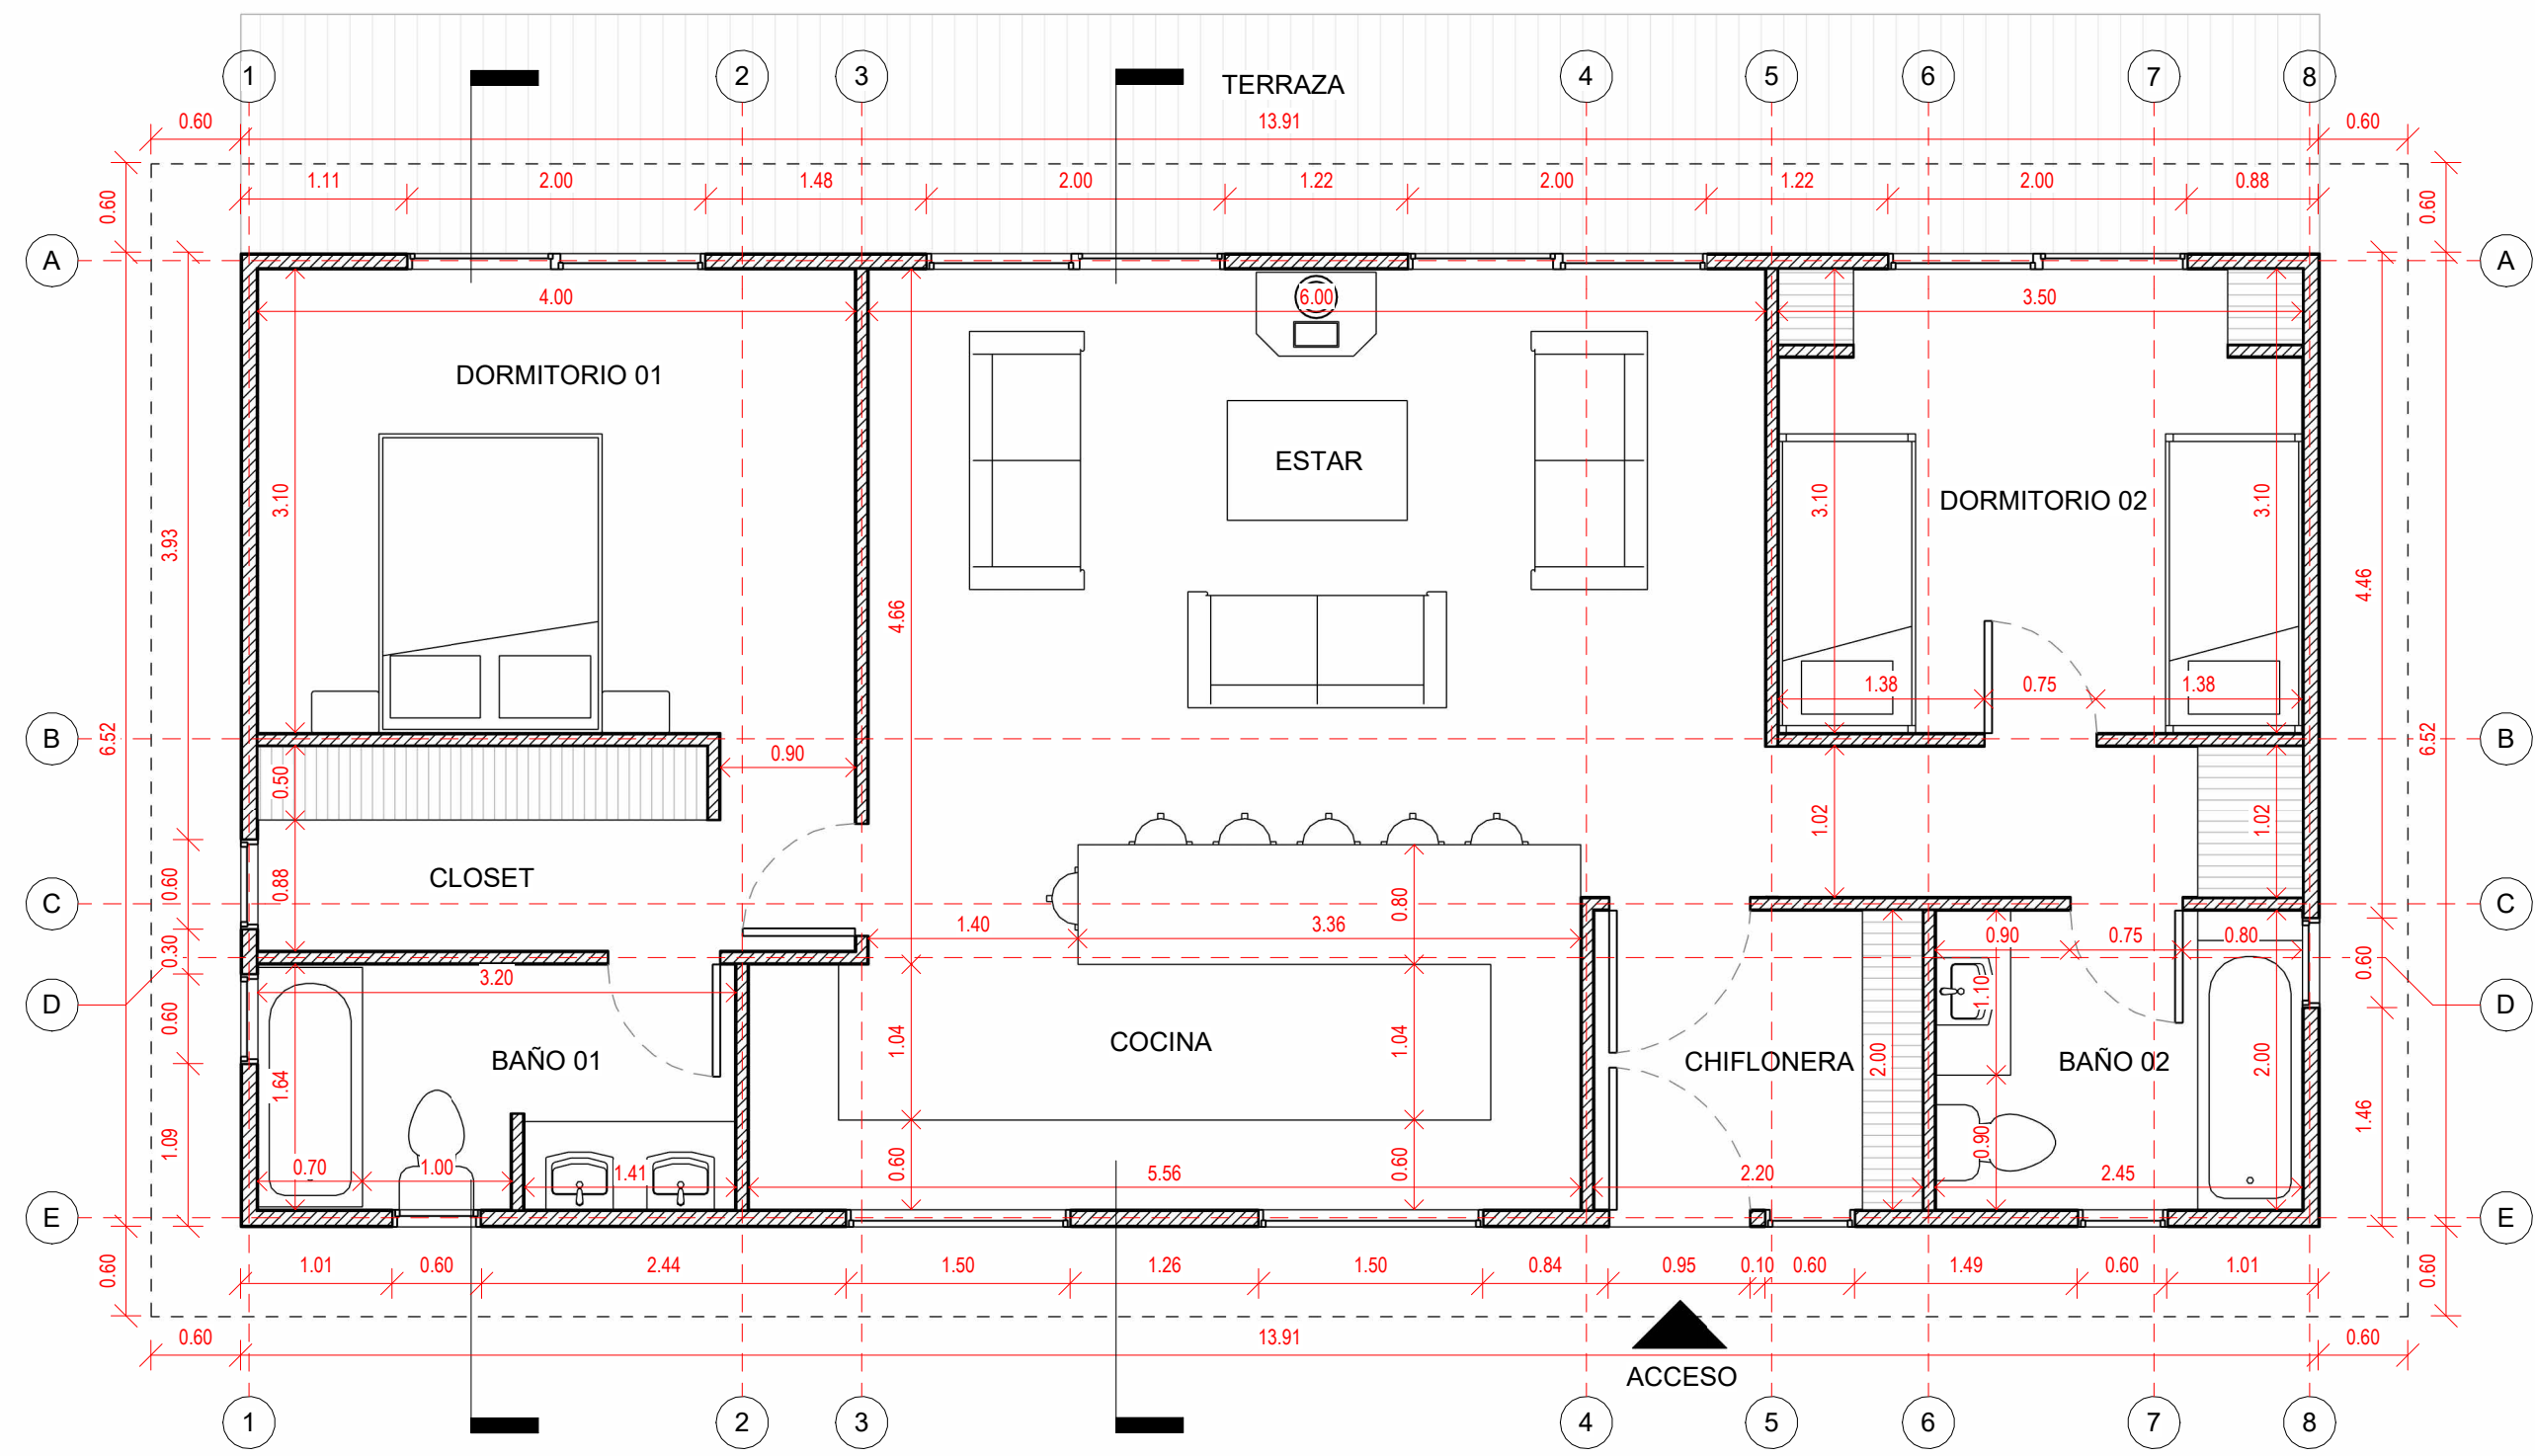 1 2 3 4 5 6 7 8
TERRAZA
0.60 13.91 0.60
1.11 2.00 1.48 2.00 1.22 2.00 1.22 2.00 0.88
0.60 0.60
A A
4.00 6.00 3.50
DORMITORIO 01
ESTAR
DORMITORIO 02
3.10 3.10 3.10
3.93 4.66 4.46
1.38 0.75 1.38
B B
6.52 6.52
0.50 0.90
1.02 1.02
CLOSET
0.60 0.88 0.80
C C
1.40 3.36
0.90 0.75 0.80
0.30
3.20
0.60 1.10 0.60
D D
COCINA
BAÑO 01
CHIFLONERA
BAÑO 02
1.04 1.04
1.64 2.00 2.00
1.09 0.90 1.46
0.70 1.00 1.41
0.60 0.60
5.56 2.20 2.45
E E
0.60 0.60
1.01 0.60 2.44 1.50 1.26 1.50 0.84 0.95 0.10 0.60 1.49 0.60 1.01
0.60 13.91 0.60
ACCESO
1 2 3 4 5 6 7 8